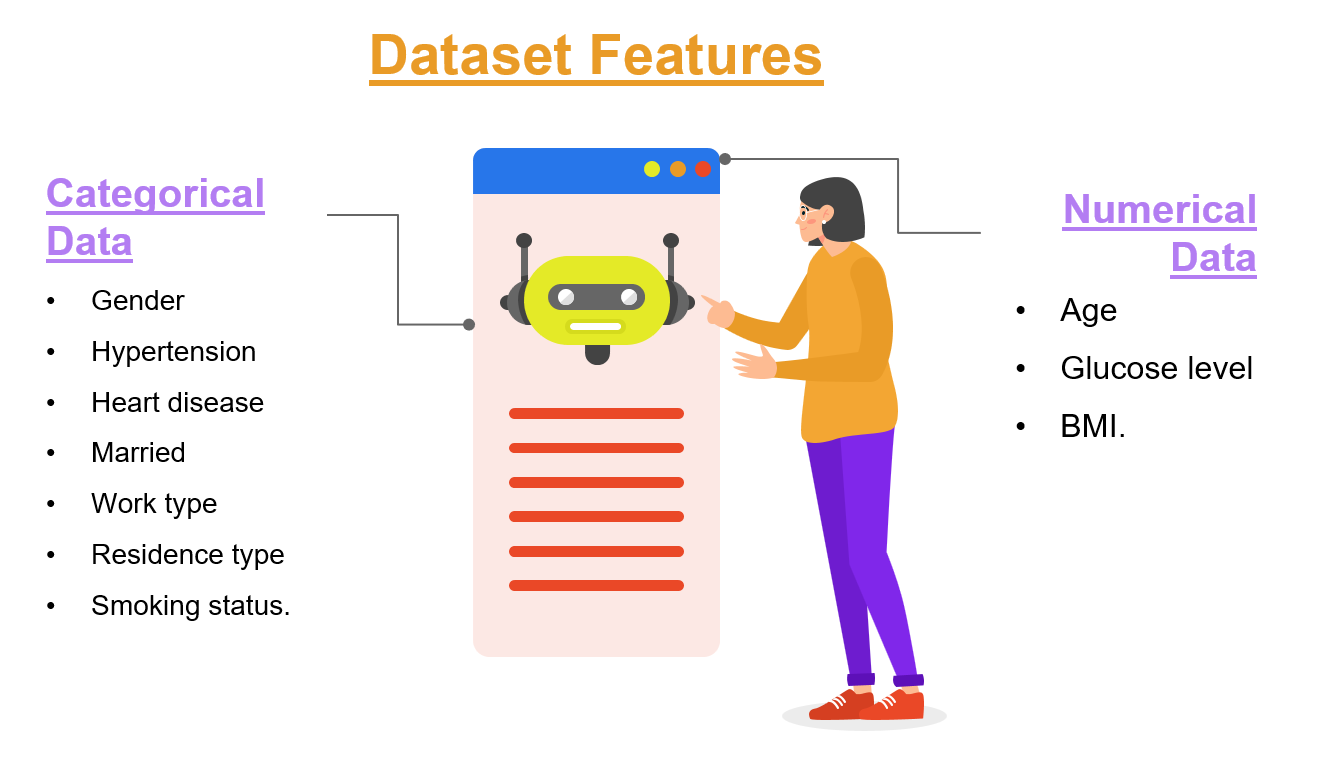 Dataset Features
Categorical
Data
• Gender
• Hypertension
• Heart disease
• Married
• Work type
• Residence type
• Smoking status.
Numerical
Data
• Age
• Glucose level
• BMI.